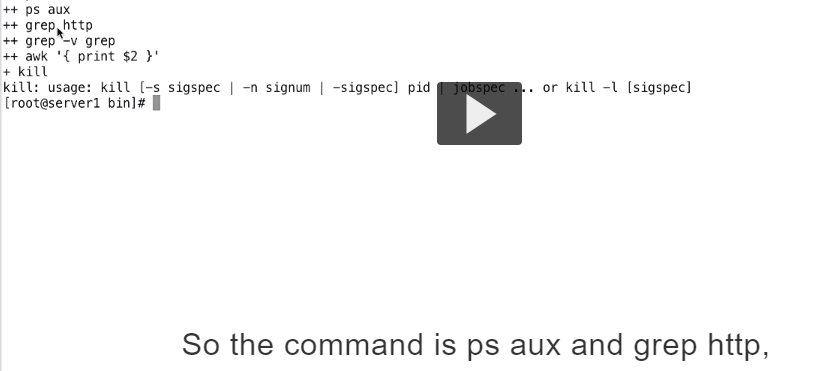 ++ ps aux
++ grep http
++ grep -v grep
++ awk '{ print $2 }'
+ kill
kill: usage: kill [-s sigspec | -n signum | -sigspec] pid | jobspec ... or kill -l [sigspec]
[root@server1 bin]#
So the command is ps aux and grep http,